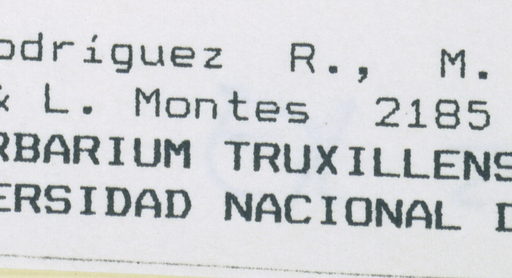 odríguez R., M.
& L. Montes 2185
RBARIUM TRUXILLENS
ERSIDAD NACIONAL D